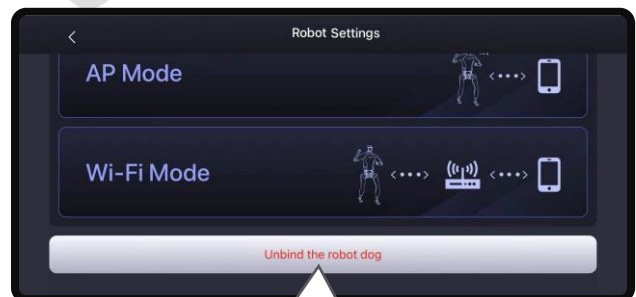 Robot Settings
AP Mode
Wi-Fi Mode
Unbind the robot dog